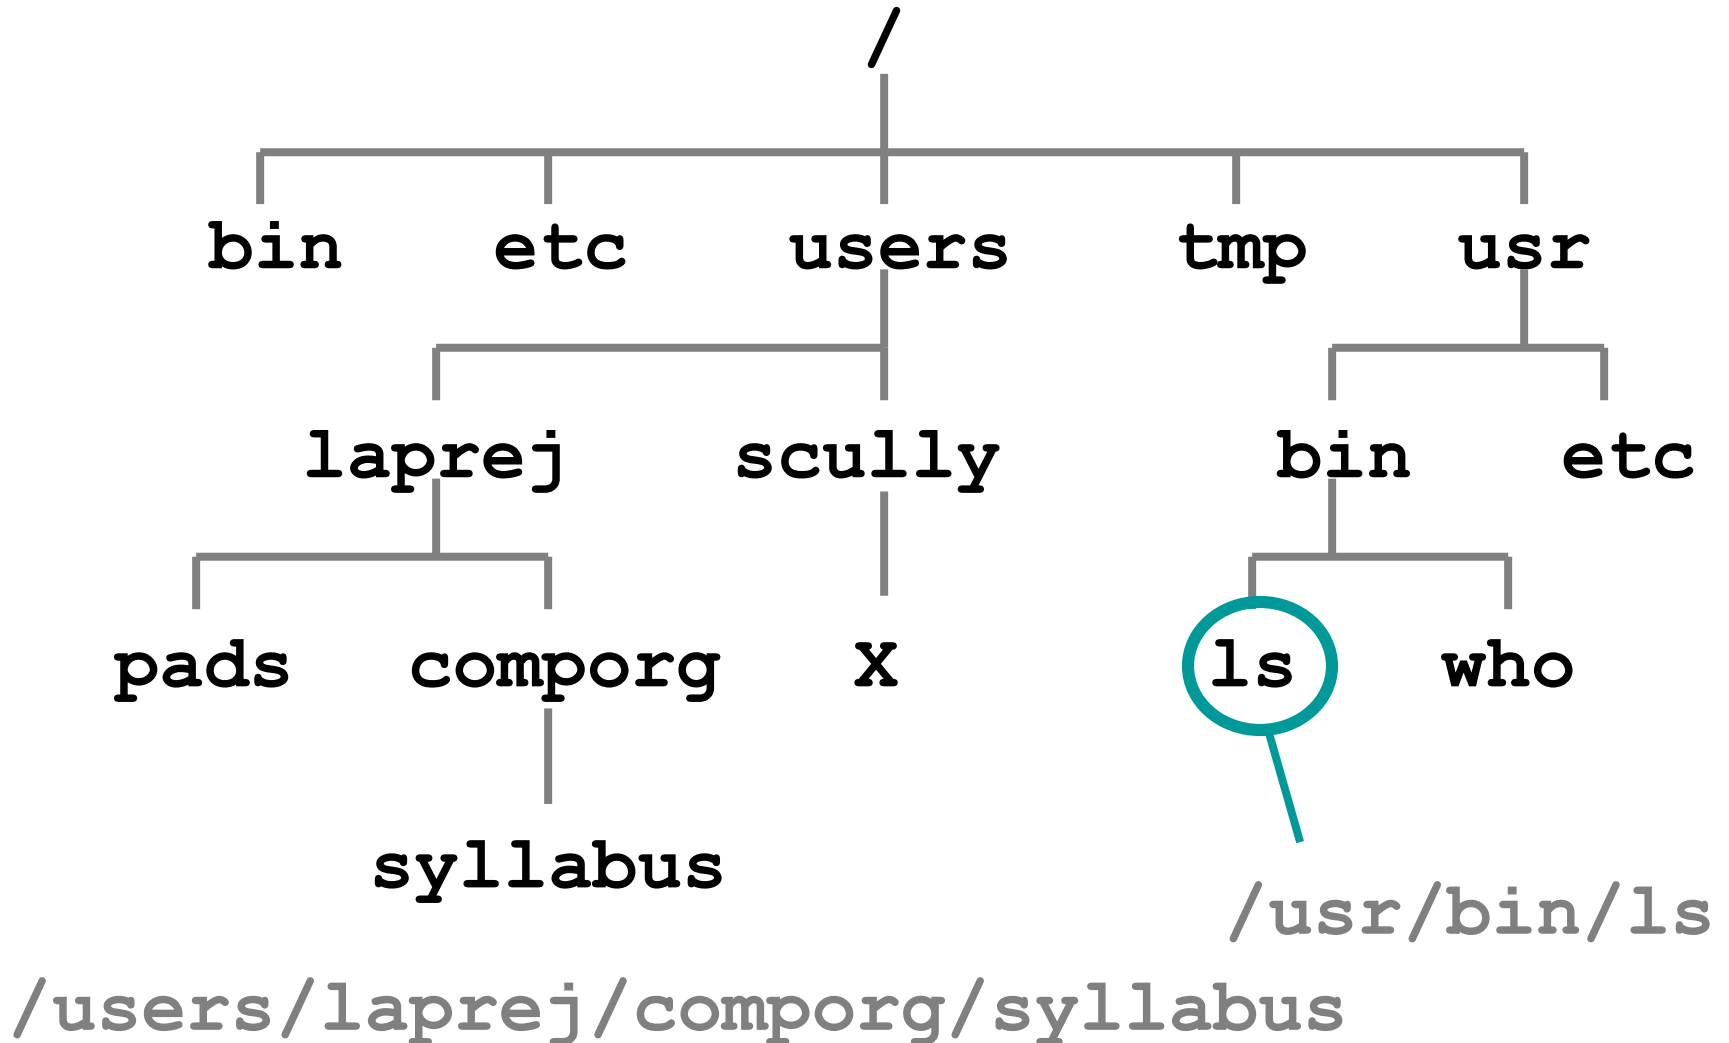 /
bin etc users tmp usr
laprej scully bin etc
pads comporg X ls who
syllabus
/usr/bin/ls
/users/laprej/comporg/syllabus